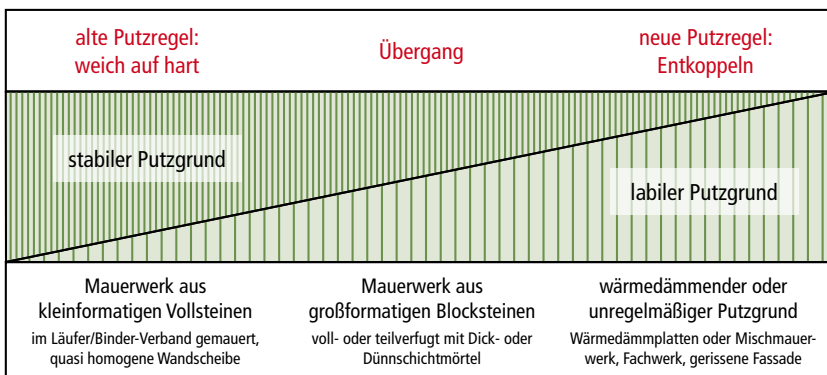 alte Putzregel:
weich auf hart
Übergang
neue Putzregel:
Entkoppeln
stabiler Putzgrund
labiler Putzgrund
Mauerwerk aus
kleinformatigen Vollsteinen
im Läufer/Binder-Verband gemauert,
quasi homogene Wandscheibe
Mauerwerk aus
großformatigen Blocksteinen
voll- oder teilverfugt mit Dick- oder
Dünnschichtmörtel
wärmedämmender oder
unregelmäßiger Putzgrund
Wärmedämmplatten oder Mischmauer-
werk, Fachwerk, gerissene Fassade